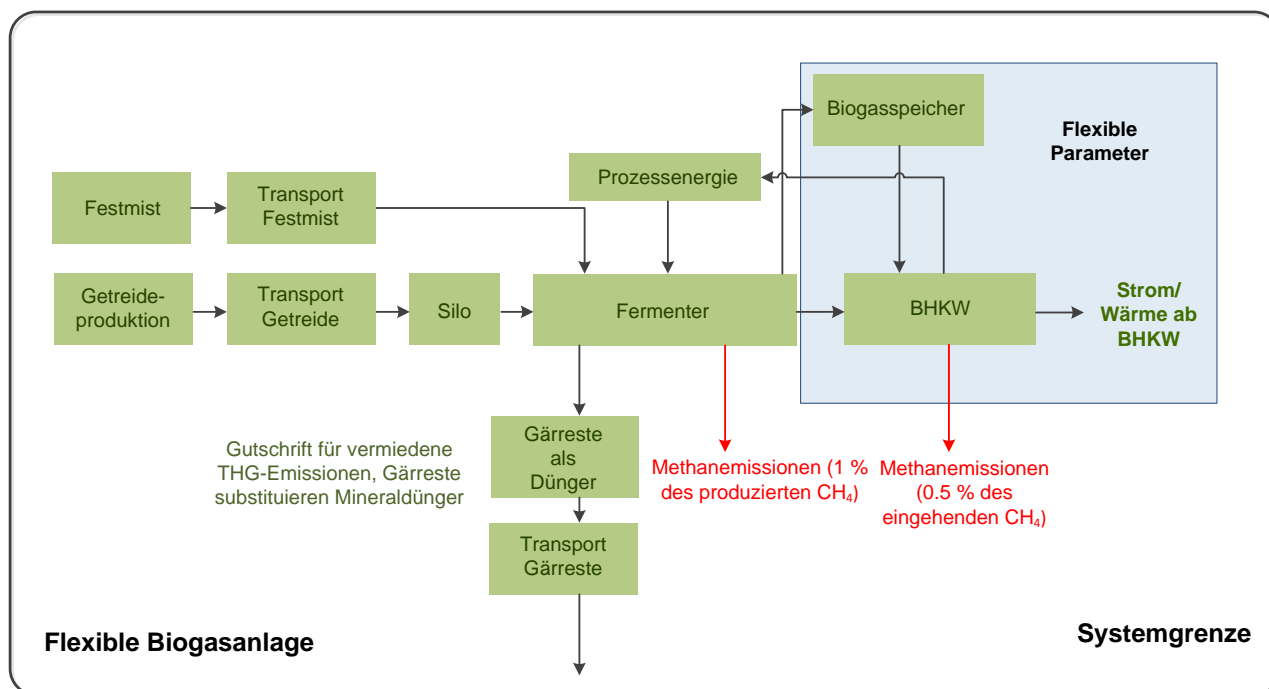 Biogasspeicher
Flexible
Parameter
Prozessenergie
Festmist
Transport
Festmist
Getreide-
produktion
Transport
Getreide
Silo
Fermenter
BHKW
Strom/
Wärme ab
BHKW
Gutschrift für vermiedene
THG-Emissionen, Gärreste
substituieren Mineraldünger
Gärreste
als
Dünger
Methanemissionen (1 %
des produzierten CH₄)
Methanemissionen
(0.5 % des
eingehenden CH₄)
Transport
Gärreste
Flexible Biogasanlage
Systemgrenze